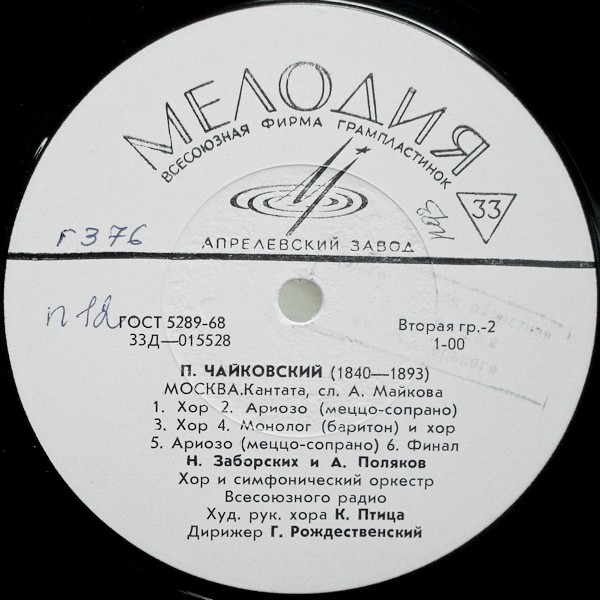 МЕЛОДИЯ
ВСЕСОЮЗНАЯ ФИРМА ГРАМПЛАСТИНОК
33
АПРЕЛЕВСКИЙ ЗАВОД
г 376
ГОСТ 5289-68
33Д—015528
Вторая гр.-2
1-00
П. ЧАЙКОВСКИЙ (1840—1893)
МОСКВА.Кантата, сл. А. Майкова
1. Хор 2. Ариозо (меццо-сопрано)
3. Хор 4. Монолог (баритон) и хор
5. Ариозо (меццо-сопрано) 6. Финал
Н. Заборских и А. Поляков
Хор и симфонический оркестр
Всесоюзного радио
Худ. рук. хора К. Птица
Дирижер Г. Рождественский